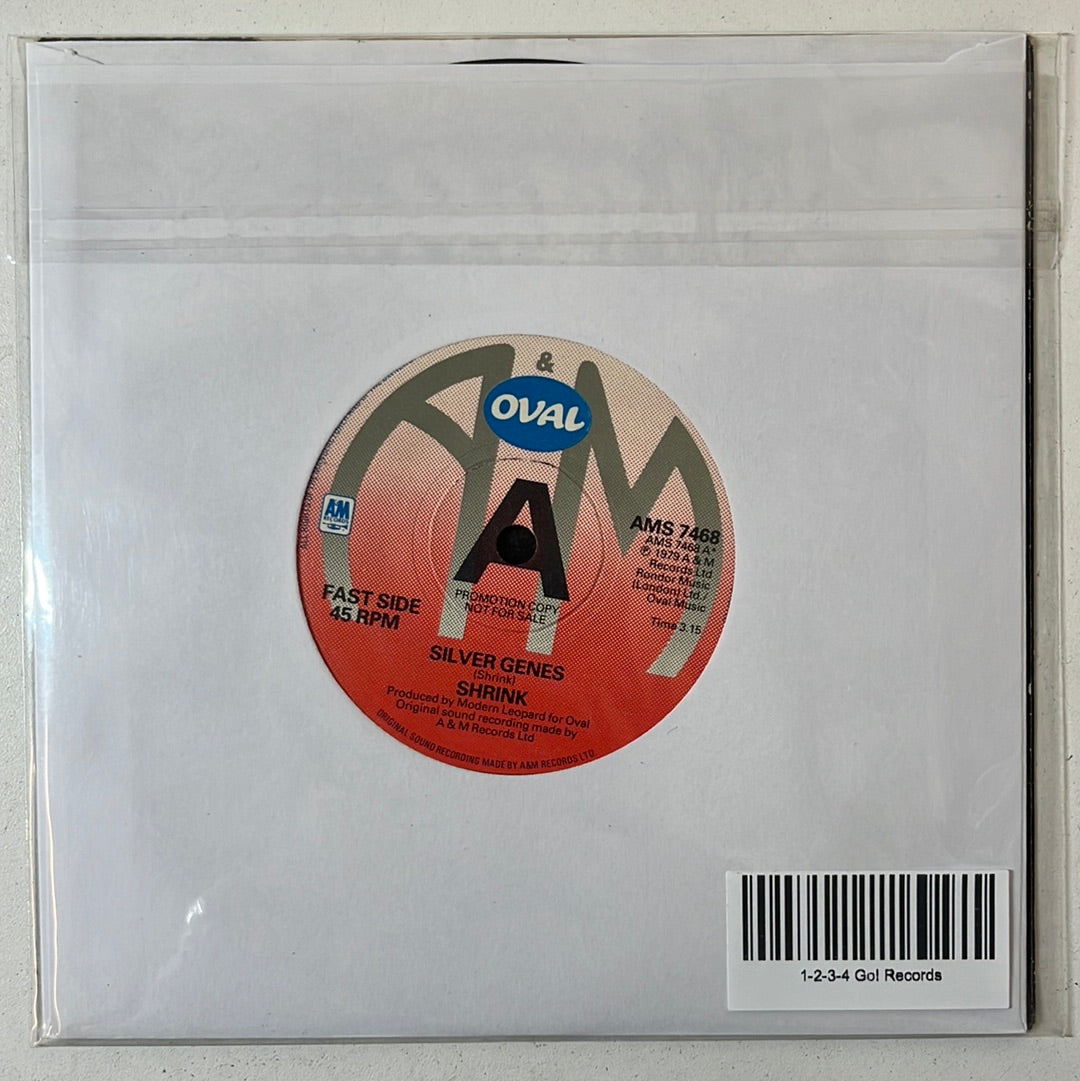 A & M
OVAL
A
AM
RECORDS
AMS 7468
AMS 7468 A*
℗ 1979 A & M
Records Ltd
Rondor Music
(London) Ltd /
Oval Music
Time 3.15
FAST SIDE
45 RPM
PROMOTION COPY
NOT FOR SALE
SILVER GENES
(Shrink)
SHRINK
Produced by Modern Leopard for Oval
Original sound recording made by
A & M Records Ltd
ORIGINAL SOUND RECORDING MADE BY A&M RECORDS LTD
1-2-3-4 Go! Records